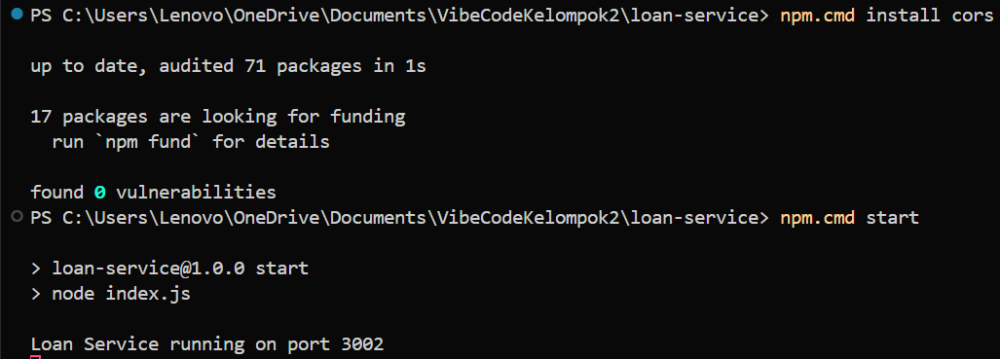 PS C:\Users\Lenovo\OneDrive\Documents\VibeCodeKelompok2\loan-service> npm.cmd install cors
up to date, audited 71 packages in 1s
17 packages are looking for funding
  run `npm fund` for details
found 0 vulnerabilities
PS C:\Users\Lenovo\OneDrive\Documents\VibeCodeKelompok2\loan-service> npm.cmd start
> loan-service@1.0.0 start
> node index.js
Loan Service running on port 3002